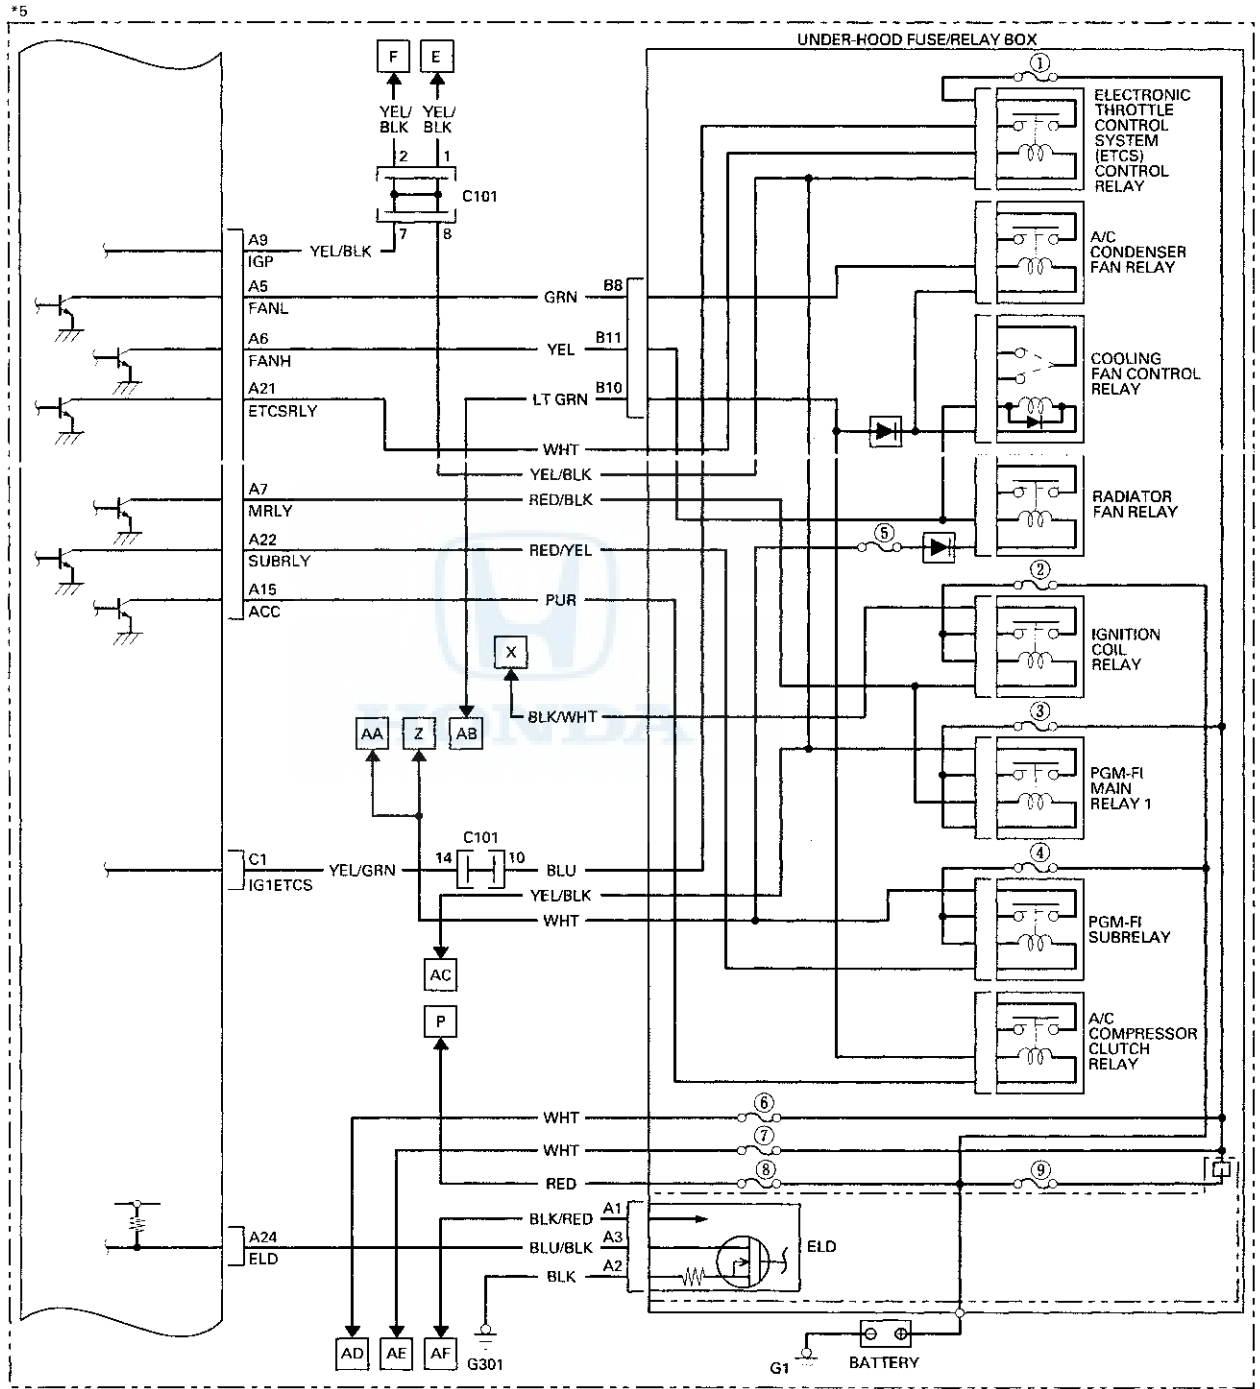 *5
UNDER-HOOD FUSE/RELAY BOX
F
E
YEL/
BLK
YEL/
BLK
2
1
C101
7
8
①
ELECTRONIC
THROTTLE
CONTROL
SYSTEM
(ETCS)
CONTROL
RELAY
A9
IGP
YEL/BLK
A/C
CONDENSER
FAN RELAY
A5
FANL
GRN
B8
A6
FANH
YEL
B11
COOLING
FAN CONTROL
RELAY
A21
ETCSRLY
LT GRN
B10
WHT
YEL/BLK
A7
MRLY
RED/BLK
RADIATOR
FAN RELAY
⑤
A22
SUBRLY
RED/YEL
②
A15
ACC
PUR
IGNITION
COIL
RELAY
X
BLK/WHT
HONDA
AA
Z
AB
③
PGM-FI
MAIN
RELAY 1
C101
C1
IG1ETCS
YEL/GRN
14
10
BLU
④
YEL/BLK
WHT
PGM-FI
SUBRELAY
AC
P
A/C
COMPRESSOR
CLUTCH
RELAY
WHT
⑥
WHT
⑦
RED
⑧
⑨
BLK/RED
A1
A24
ELD
BLU/BLK
A3
ELD
BLK
A2
AD
AE
AF
G301
G1
BATTERY